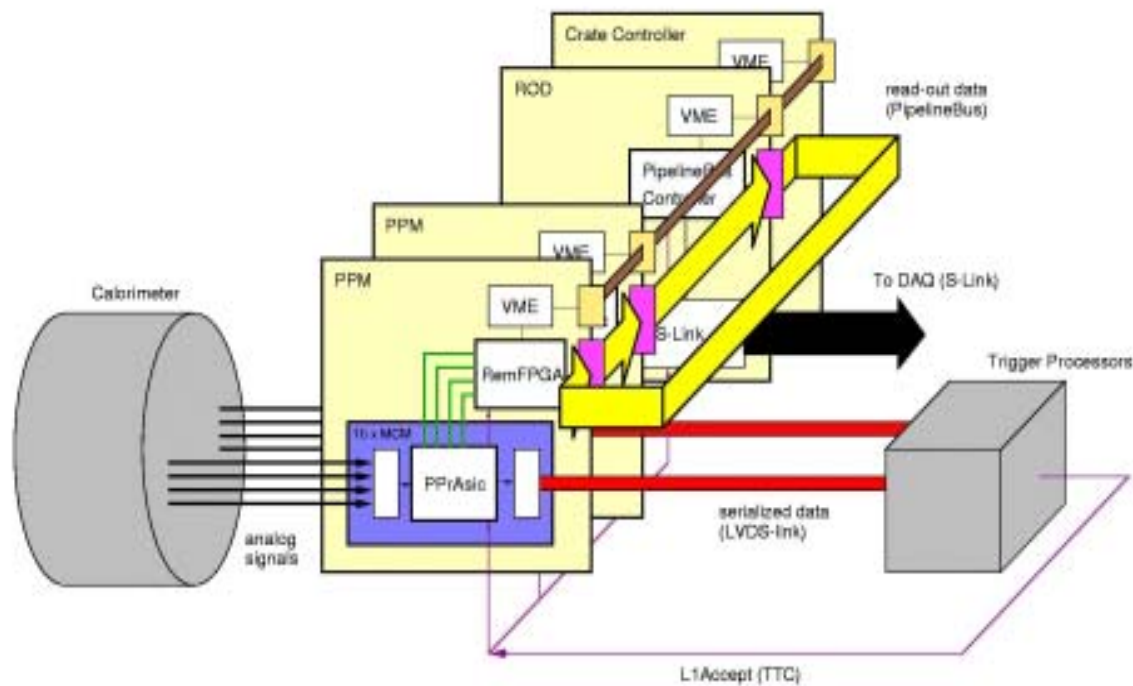 Crate Controller
VME
ROD
VME
read-out data
(PipelineBus)
PipelineBus
Controller
PPM
VME
PPM
Calorimeter
VME
To DAQ (S-Link)
S-Link
RemFPGA
Trigger Processors
16 x MCM
PPrAsic
analog
signals
serialized data
(LVDS-link)
L1Accept (TTC)